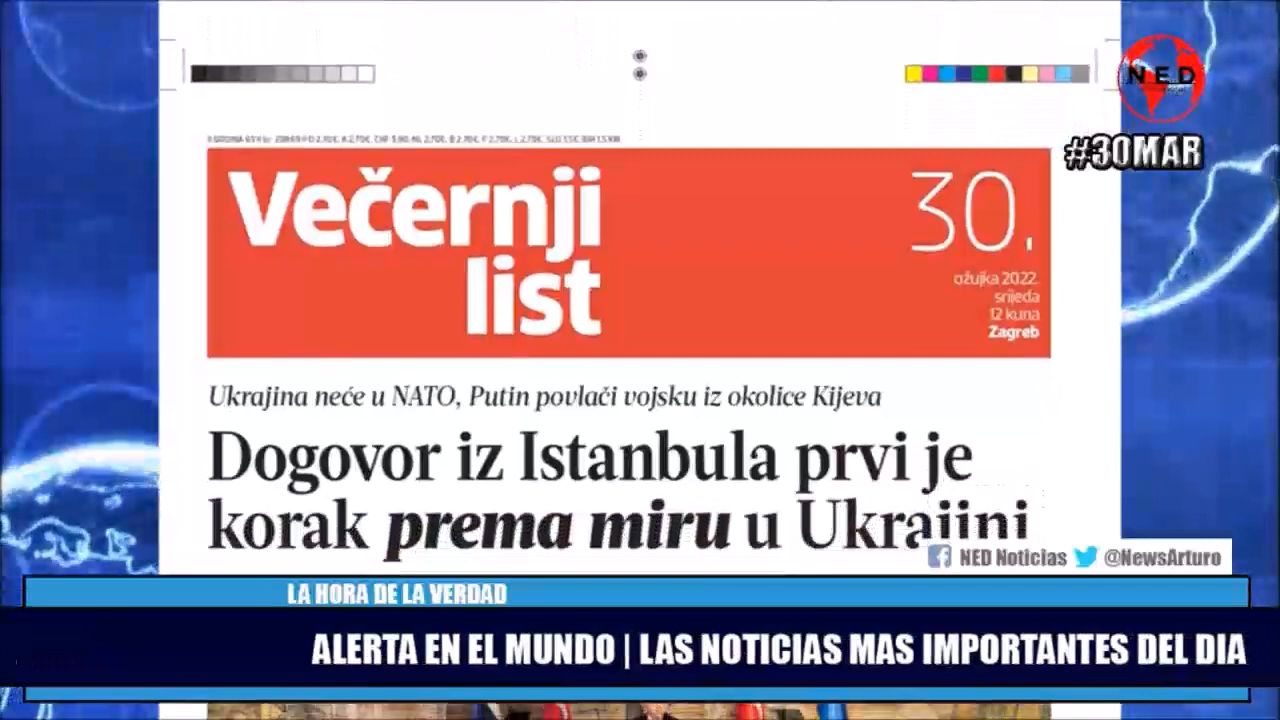 NED
#30MAR
Večernji
list
30.
ožujka 2022.
srijeda
12 kuna
Zagreb
Ukrajina neće u NATO, Putin povlači vojsku iz okolice Kijeva
Dogovor iz Istanbula prvi je
korak prema miru u Ukrajini
NED Noticias @NewsArturo
LA HORA DE LA VERDAD
ALERTA EN EL MUNDO | LAS NOTICIAS MAS IMPORTANTES DEL DIA